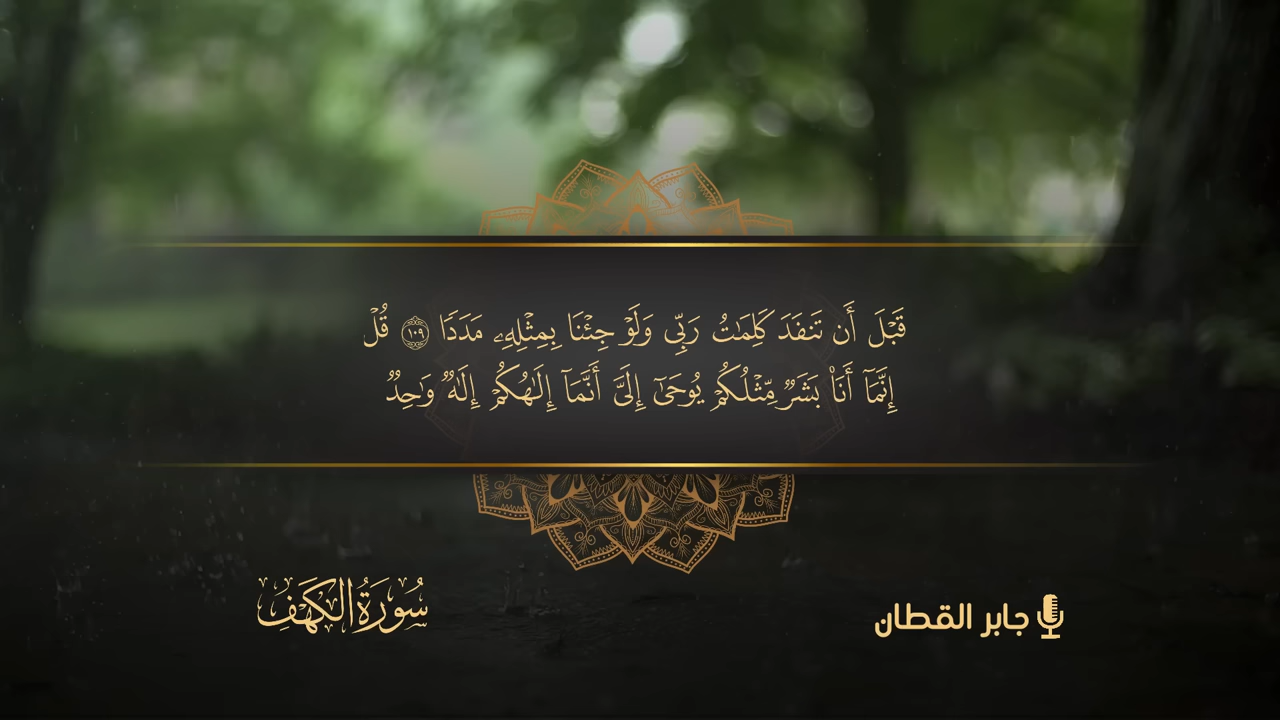 قَبْلَ أَن تَنفَدَ كَلِمَٰتُ رَبِّى وَلَوْ جِئْنَا بِمِثْلِهِۦ مَدَدًا ١٠٩ قُلْ
إِنَّمَآ أَنَا۠ بَشَرٌ مِّثْلُكُمْ يُوحَىٰٓ إِلَىَّ أَنَّمَآ إِلَٰهُكُمْ إِلَٰهٌ وَٰحِدٌ
جابر القطان
سُورَةُ الكَهْفِ